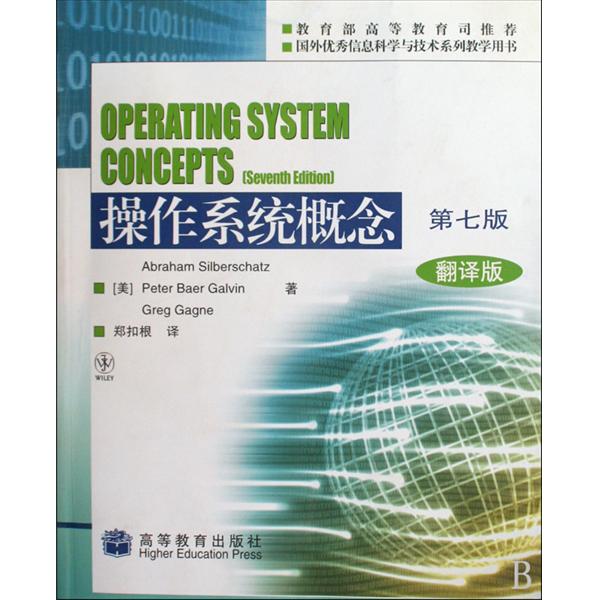 教育部高等教育司推荐
国外优秀信息科学与技术系列教学用书
OPERATING SYSTEM
CONCEPTS (Seventh Edition)
操作系统概念 第七版
翻译版
Abraham Silberschatz
[美] Peter Baer Galvin 著
Greg Gagne
郑扣根 译
WILEY
高等教育出版社
Higher Education Press
B